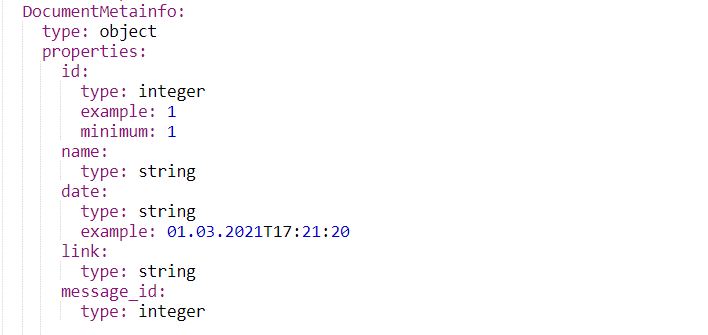 DocumentMetainfo:
type: object
properties:
id:
type: integer
example: 1
minimum: 1
name:
type: string
date:
type: string
example: 01.03.2021T17:21:20
link:
type: string
message_id:
type: integer